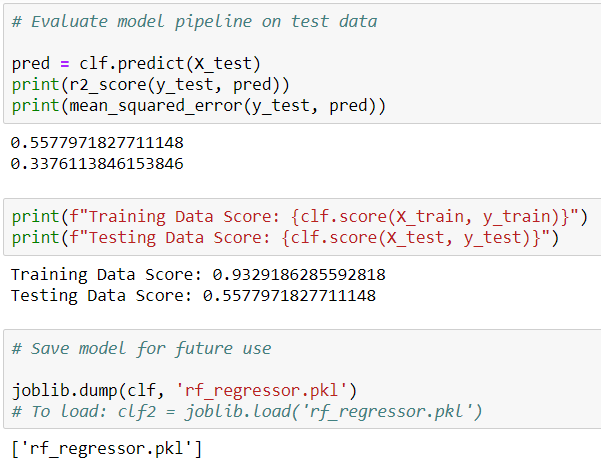 # Evaluate model pipeline on test data
pred = clf.predict(X_test)
print(r2_score(y_test, pred))
print(mean_squared_error(y_test, pred))
0.5577971827711148
0.3376113846153846
print(f"Training Data Score: {clf.score(X_train, y_train)}")
print(f"Testing Data Score: {clf.score(X_test, y_test)}")
Training Data Score: 0.9329186285592818
Testing Data Score: 0.5577971827711148
# Save model for future use
joblib.dump(clf, 'rf_regressor.pkl')
# To load: clf2 = joblib.load('rf_regressor.pkl')
['rf_regressor.pkl']